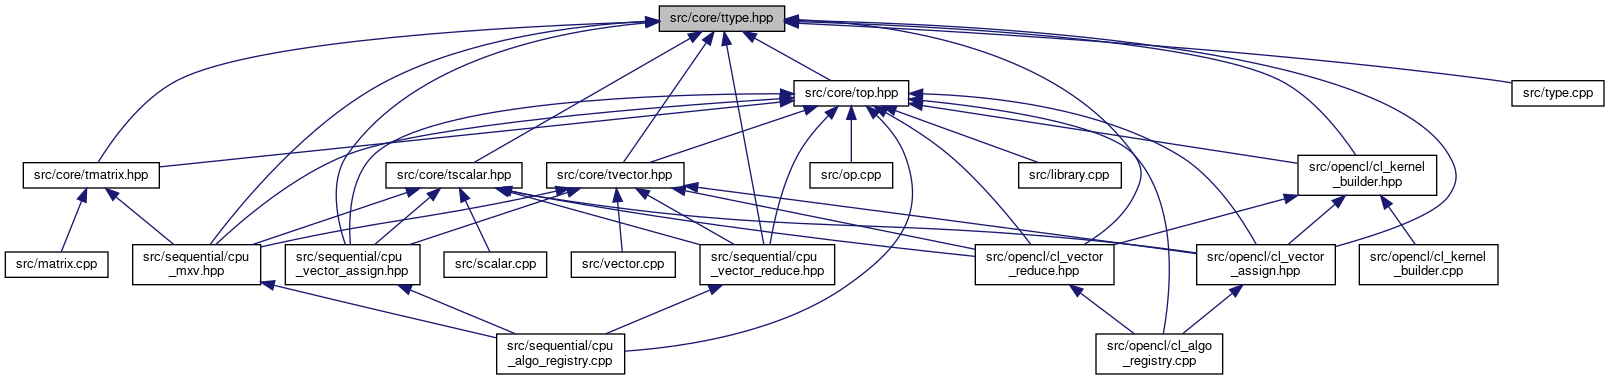 src/core/ttype.hpp
src/core/top.hpp
src/type.cpp
src/core/tmatrix.hpp
src/core/tscalar.hpp
src/core/tvector.hpp
src/op.cpp
src/library.cpp
src/opencl/cl_kernel
_builder.hpp
src/matrix.cpp
src/sequential/cpu
_mxv.hpp
src/sequential/cpu
_vector_assign.hpp
src/scalar.cpp
src/vector.cpp
src/sequential/cpu
_vector_reduce.hpp
src/opencl/cl_vector
_reduce.hpp
src/opencl/cl_vector
_assign.hpp
src/opencl/cl_kernel
_builder.cpp
src/sequential/cpu
_algo_registry.cpp
src/opencl/cl_algo
_registry.cpp